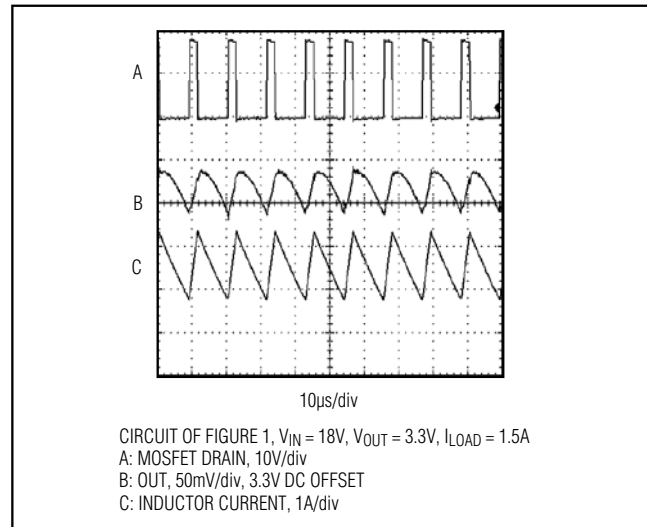 A
B
C
10µs/div
CIRCUIT OF FIGURE 1, VIN = 18V, VOUT = 3.3V, ILOAD = 1.5A
A: MOSFET DRAIN, 10V/div
B: OUT, 50mV/div, 3.3V DC OFFSET
C: INDUCTOR CURRENT, 1A/div